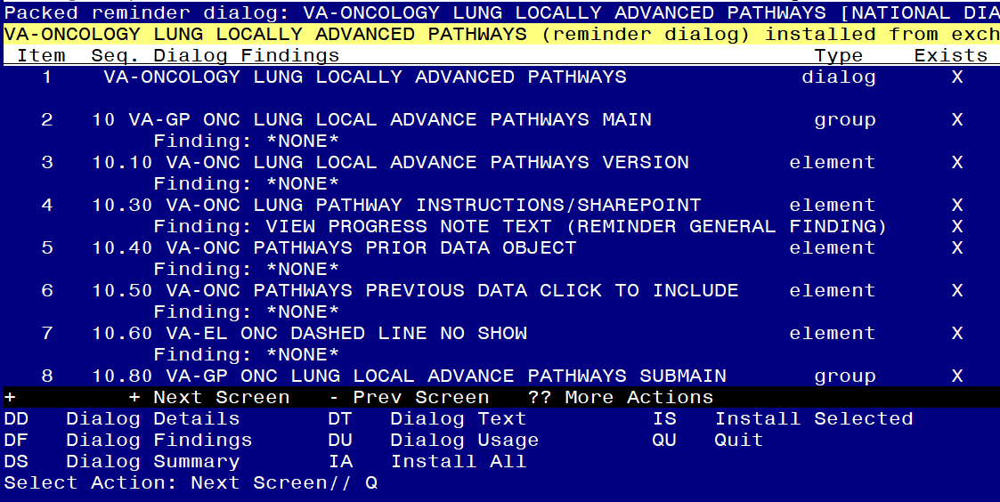 Packed reminder dialog: VA-ONCOLOGY LUNG LOCALLY ADVANCED PATHWAYS [NATIONAL DIA
VA-ONCOLOGY LUNG LOCALLY ADVANCED PATHWAYS (reminder dialog) installed from exch
Item  Seq. Dialog Findings  Type  Exists
1  VA-ONCOLOGY LUNG LOCALLY ADVANCED PATHWAYS  dialog  X
2  10 VA-GP ONC LUNG LOCAL ADVANCE PATHWAYS MAIN  group  X
Finding: *NONE*
3  10.10 VA-ONC LUNG LOCAL ADVANCE PATHWAYS VERSION  element  X
Finding: *NONE*
4  10.30 VA-ONC LUNG PATHWAY INSTRUCTIONS/SHAREPOINT  element  X
Finding: VIEW PROGRESS NOTE TEXT (REMINDER GENERAL FINDING)  X
5  10.40 VA-ONC PATHWAYS PRIOR DATA OBJECT  element  X
Finding: *NONE*
6  10.50 VA-ONC PATHWAYS PREVIOUS DATA CLICK TO INCLUDE  element  X
Finding: *NONE*
7  10.60 VA-EL ONC DASHED LINE NO SHOW  element  X
Finding: *NONE*
8  10.80 VA-GP ONC LUNG LOCAL ADVANCE PATHWAYS SUBMAIN  group  X
+  + Next Screen  - Prev Screen  ?? More Actions
DD  Dialog Details  DT  Dialog Text  IS  Install Selected
DF  Dialog Findings  DU  Dialog Usage  QU  Quit
DS  Dialog Summary  IA  Install All
Select Action: Next Screen// Q